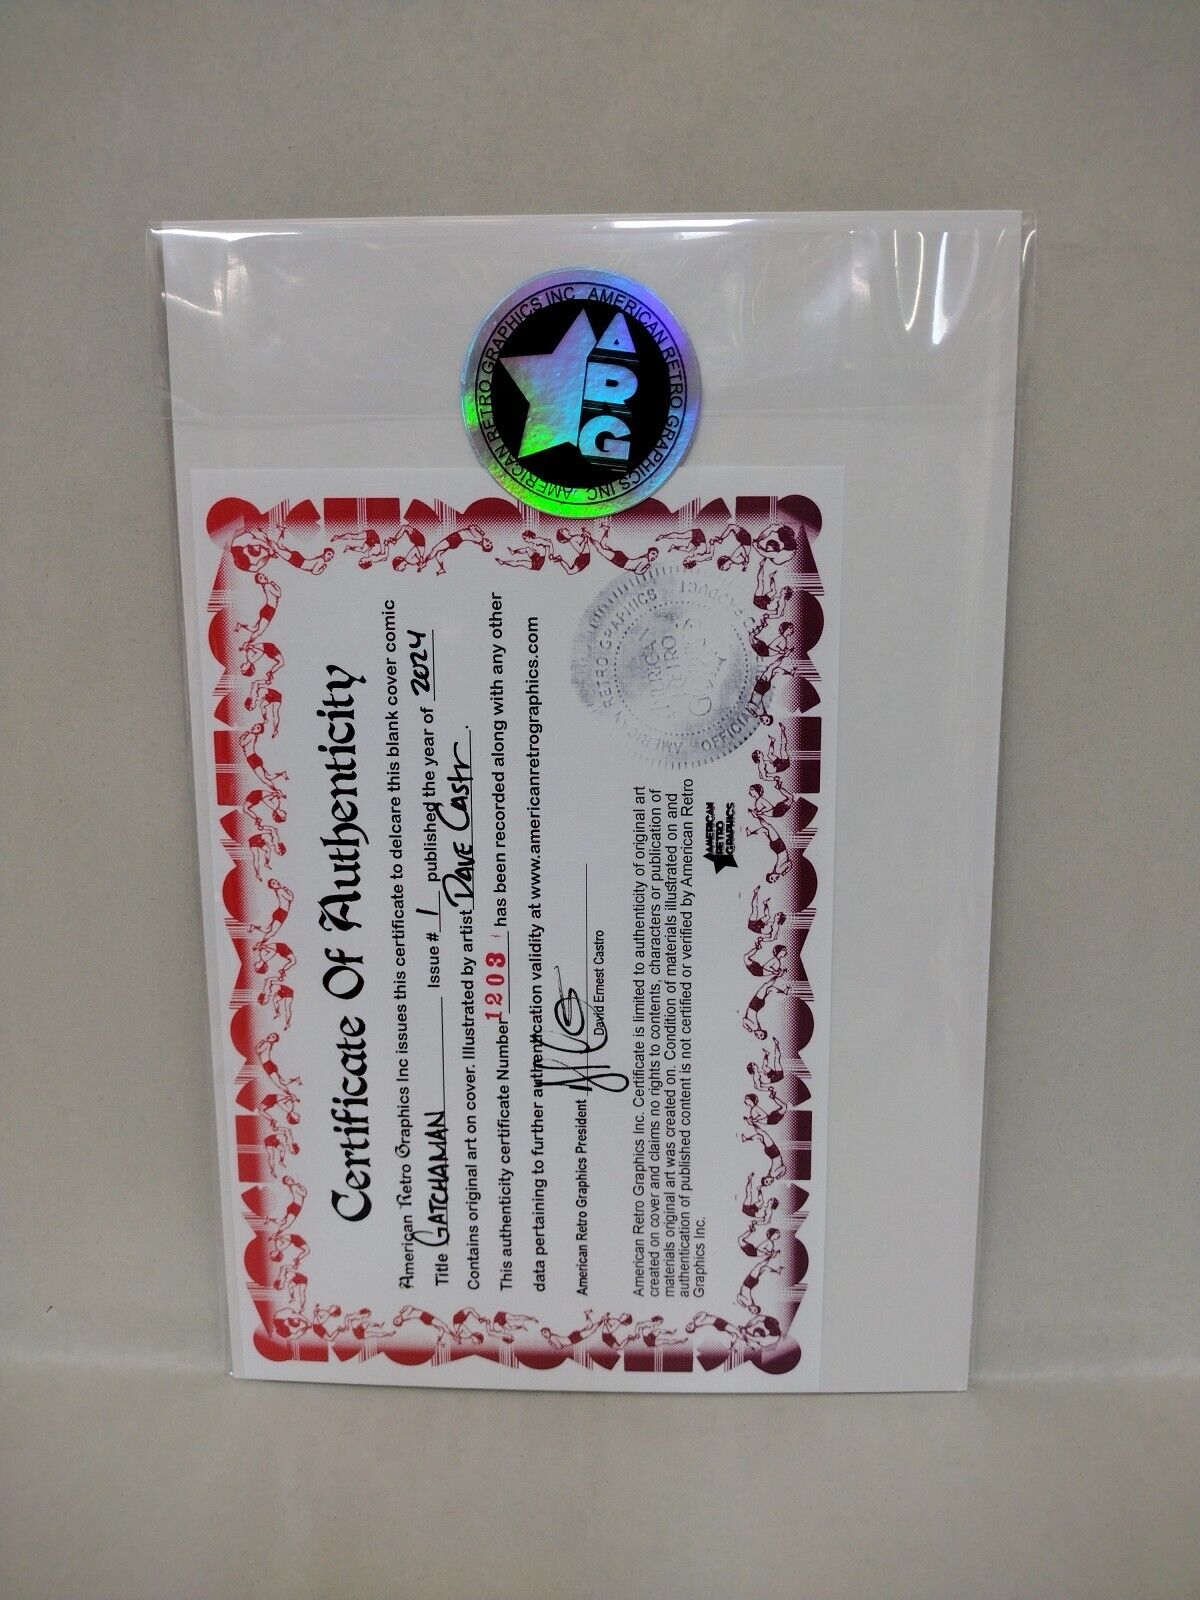 AMERICAN RETRO GRAPHICS INC
AMERICAN RETRO GRAPHICS INC
ARG
Certificate Of Authenticity
American Retro Graphics Inc issues this certificate to delcare this blank cover comic
Title GATCHAMAN Issue # 1 published the year of 2024
Contains original art on cover. Illustrated by artist DAVE Castr.
This authenticity certificate Number 1203 has been recorded along with any other
data pertaining to further authentication validity at www.americanretrographics.com
American Retro Graphics President
David Ernest Castro
American Retro Graphics Inc. Certificate is limited to authenticity of original art
created on cover and claims no rights to contents, characters or publication of
materials original art was created on. Condition of materials illustrated on and
authentication of published content is not certified or verified by American Retro
Graphics Inc.
AMERICAN
RETRO
GRAPHICS
AMERICAN RETRO GRAPHICS
OFFICIAL PRODUCT